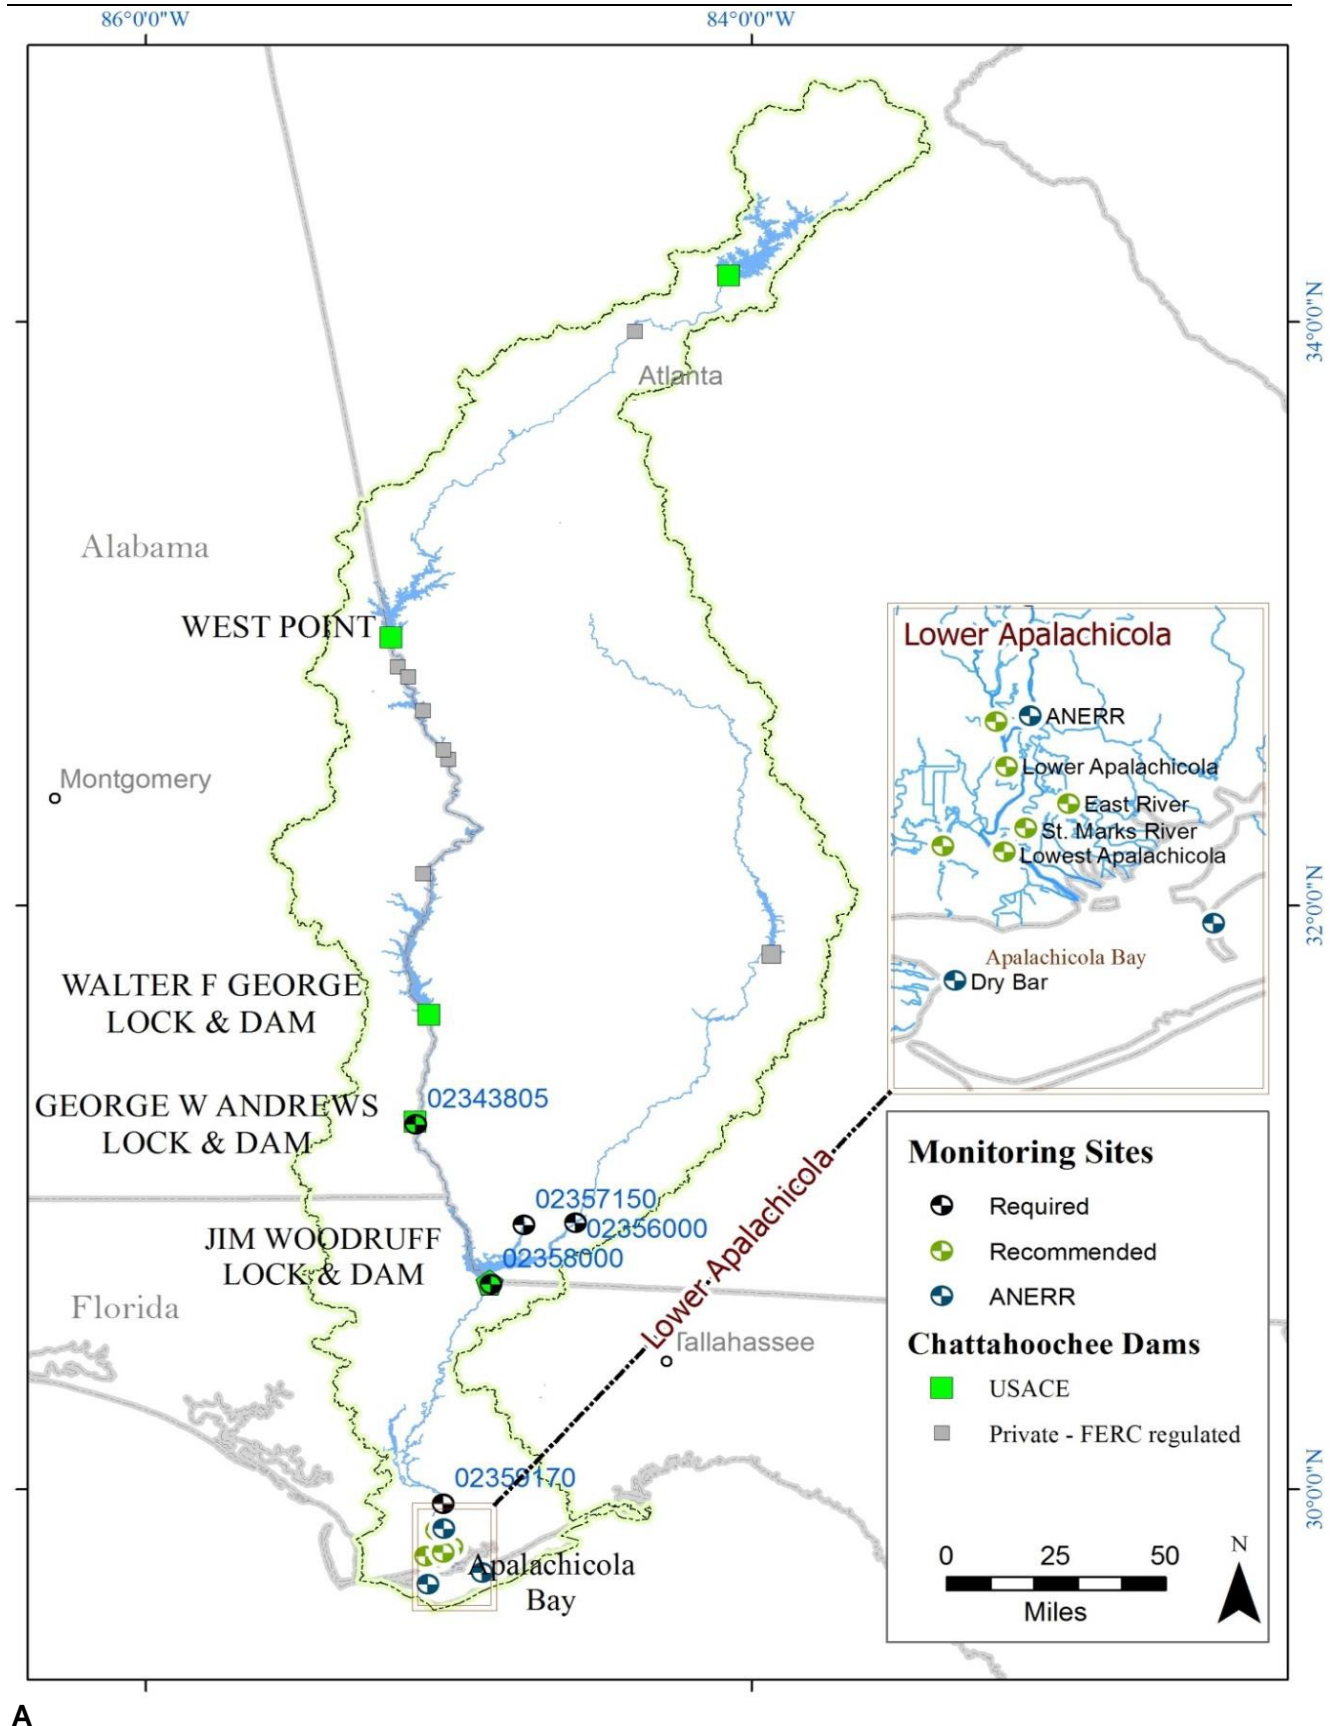 86°0'0"W
84°0'0"W
34°0'0"N
Atlanta
Alabama
WEST POINT
Lower Apalachicola
ANERR
Lower Apalachicola
East River
St. Marks River
Lowest Apalachicola
Montgomery
32°0'0"N
Apalachicola Bay
Dry Bar
WALTER F GEORGE
LOCK & DAM
02343805
GEORGE W ANDREWS
LOCK & DAM
Monitoring Sites
Required
Recommended
ANERR
02357150
02356000
JIM WOODRUFF
LOCK & DAM
02358000
Lower Apalachicola
Florida
Tallahassee
Chattahoochee Dams
USACE
Private - FERC regulated
02359170
30°0'0"N
Apalachicola
Bay
0 25 50
Miles
N
A